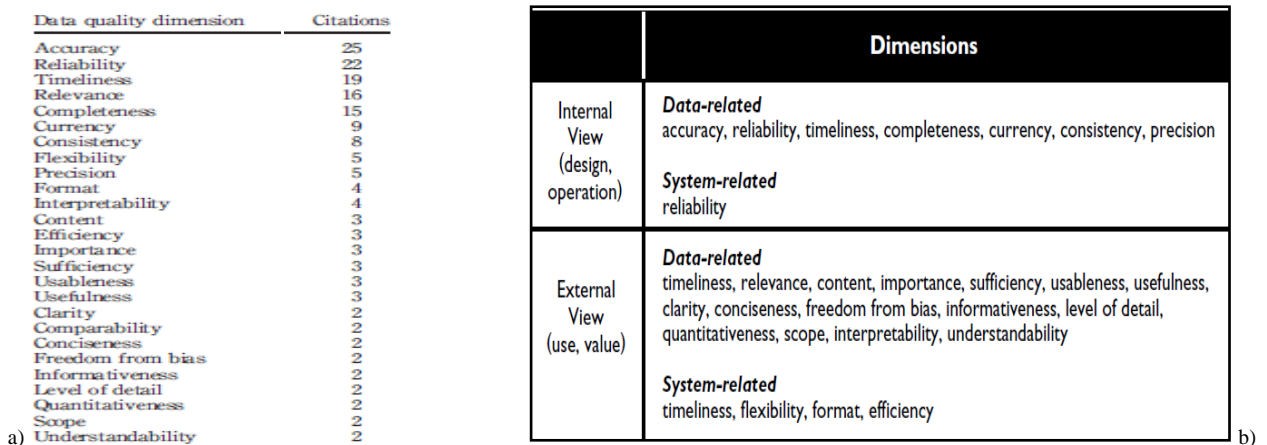 Data quality dimension Citations
Accuracy 25
Reliability 22
Timeliness 19
Relevance 16
Completeness 15
Currency 9
Consistency 8
Flexibility 5
Precision 5
Format 4
Interpretability 4
Content 3
Efficiency 3
Importance 3
Sufficiency 3
Usableness 3
Usefulness 3
Clarity 2
Comparability 2
Conciseness 2
Freedom from bias 2
Informativeness 2
Level of detail 2
Quantitativeness 2
Scope 2
a) Understandability 2
Dimensions
Internal
View
(design,
operation)
Data-related
accuracy, reliability, timeliness, completeness, currency, consistency, precision
System-related
reliability
External
View
(use, value)
Data-related
timeliness, relevance, content, importance, sufficiency, usableness, usefulness,
clarity, conciseness, freedom from bias, informativeness, level of detail,
quantitativeness, scope, interpretability, understandability
System-related
timeliness, flexibility, format, efficiency
b)